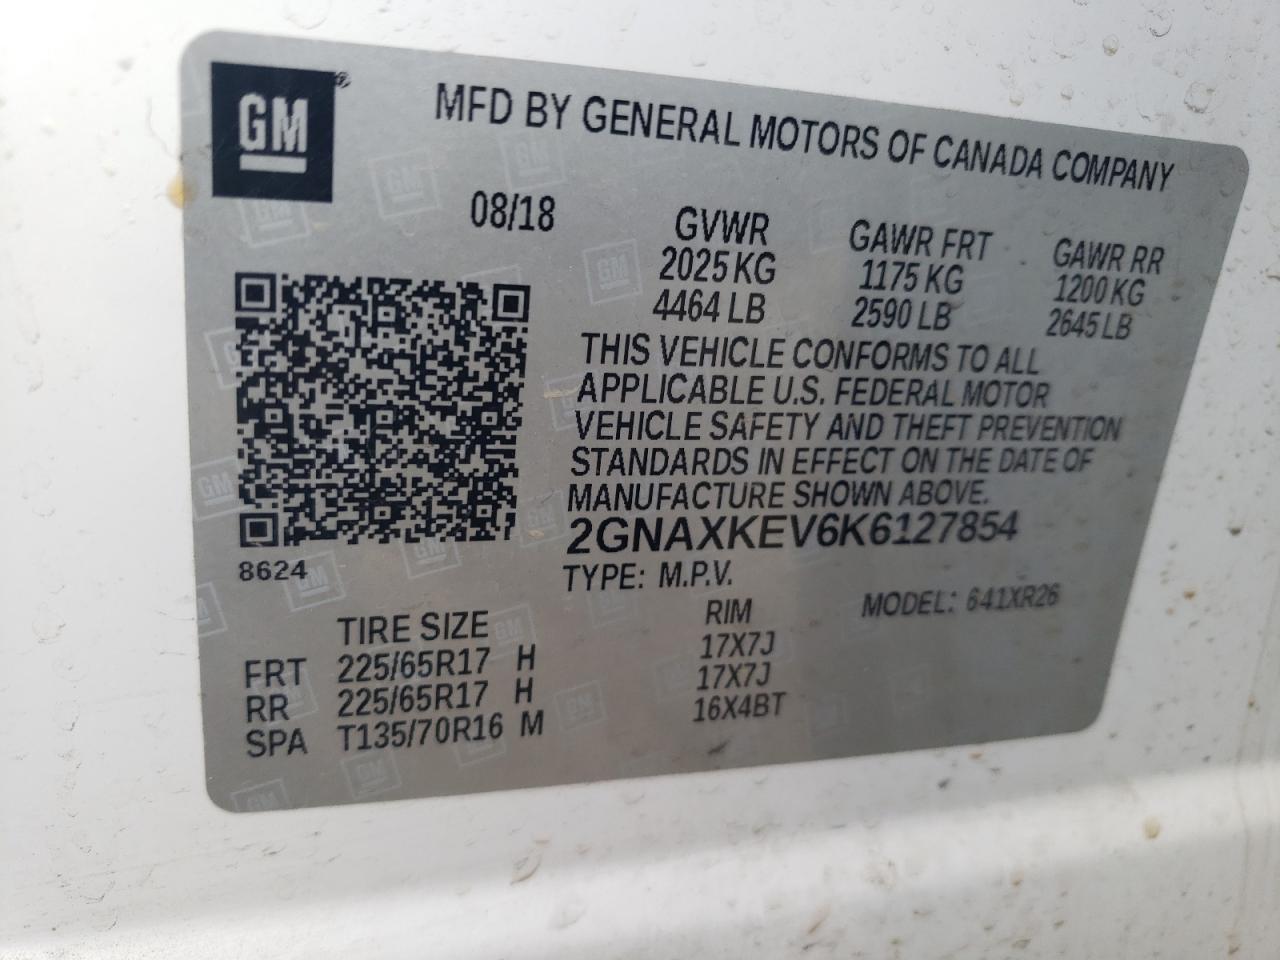 GM
MFD BY GENERAL MOTORS OF CANADA COMPANY
08/18
GVWR GAWR FRT GAWR RR
2025 KG 1175 KG 1200 KG
4464 LB 2590 LB 2645 LB
THIS VEHICLE CONFORMS TO ALL
APPLICABLE U.S. FEDERAL MOTOR
VEHICLE SAFETY AND THEFT PREVENTION
STANDARDS IN EFFECT ON THE DATE OF
MANUFACTURE SHOWN ABOVE.
2GNAXKEV6K6127854
8624
TYPE: M.P.V. MODEL: 641XR26
TIRE SIZE RIM
FRT 225/65R17 H 17X7J
RR 225/65R17 H 17X7J
SPA T135/70R16 M 16X4BT